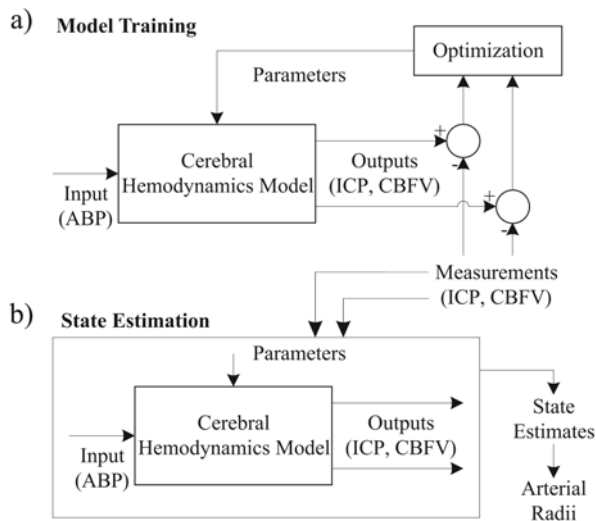 a)
Model Training
Optimization
Parameters
+
-
Cerebral
Hemodynamics Model
Outputs
(ICP, CBFV)
Input
(ABP)
+
-
Measurements
(ICP, CBFV)
b)
State Estimation
Parameters
Cerebral
Hemodynamics Model
Outputs
(ICP, CBFV)
Input
(ABP)
State
Estimates
Arterial
Radii